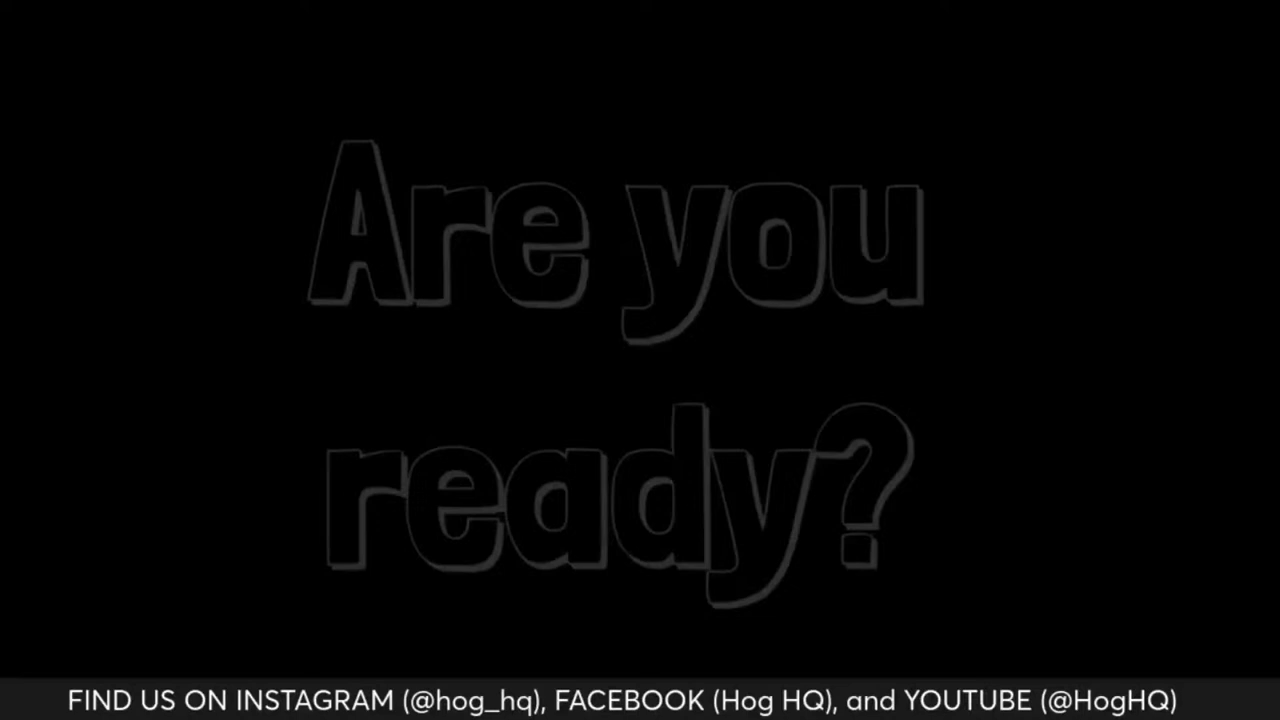 Are you
ready?
FIND US ON INSTAGRAM (@hog_hq), FACEBOOK (Hog HQ), and YOUTUBE (@HogHQ)